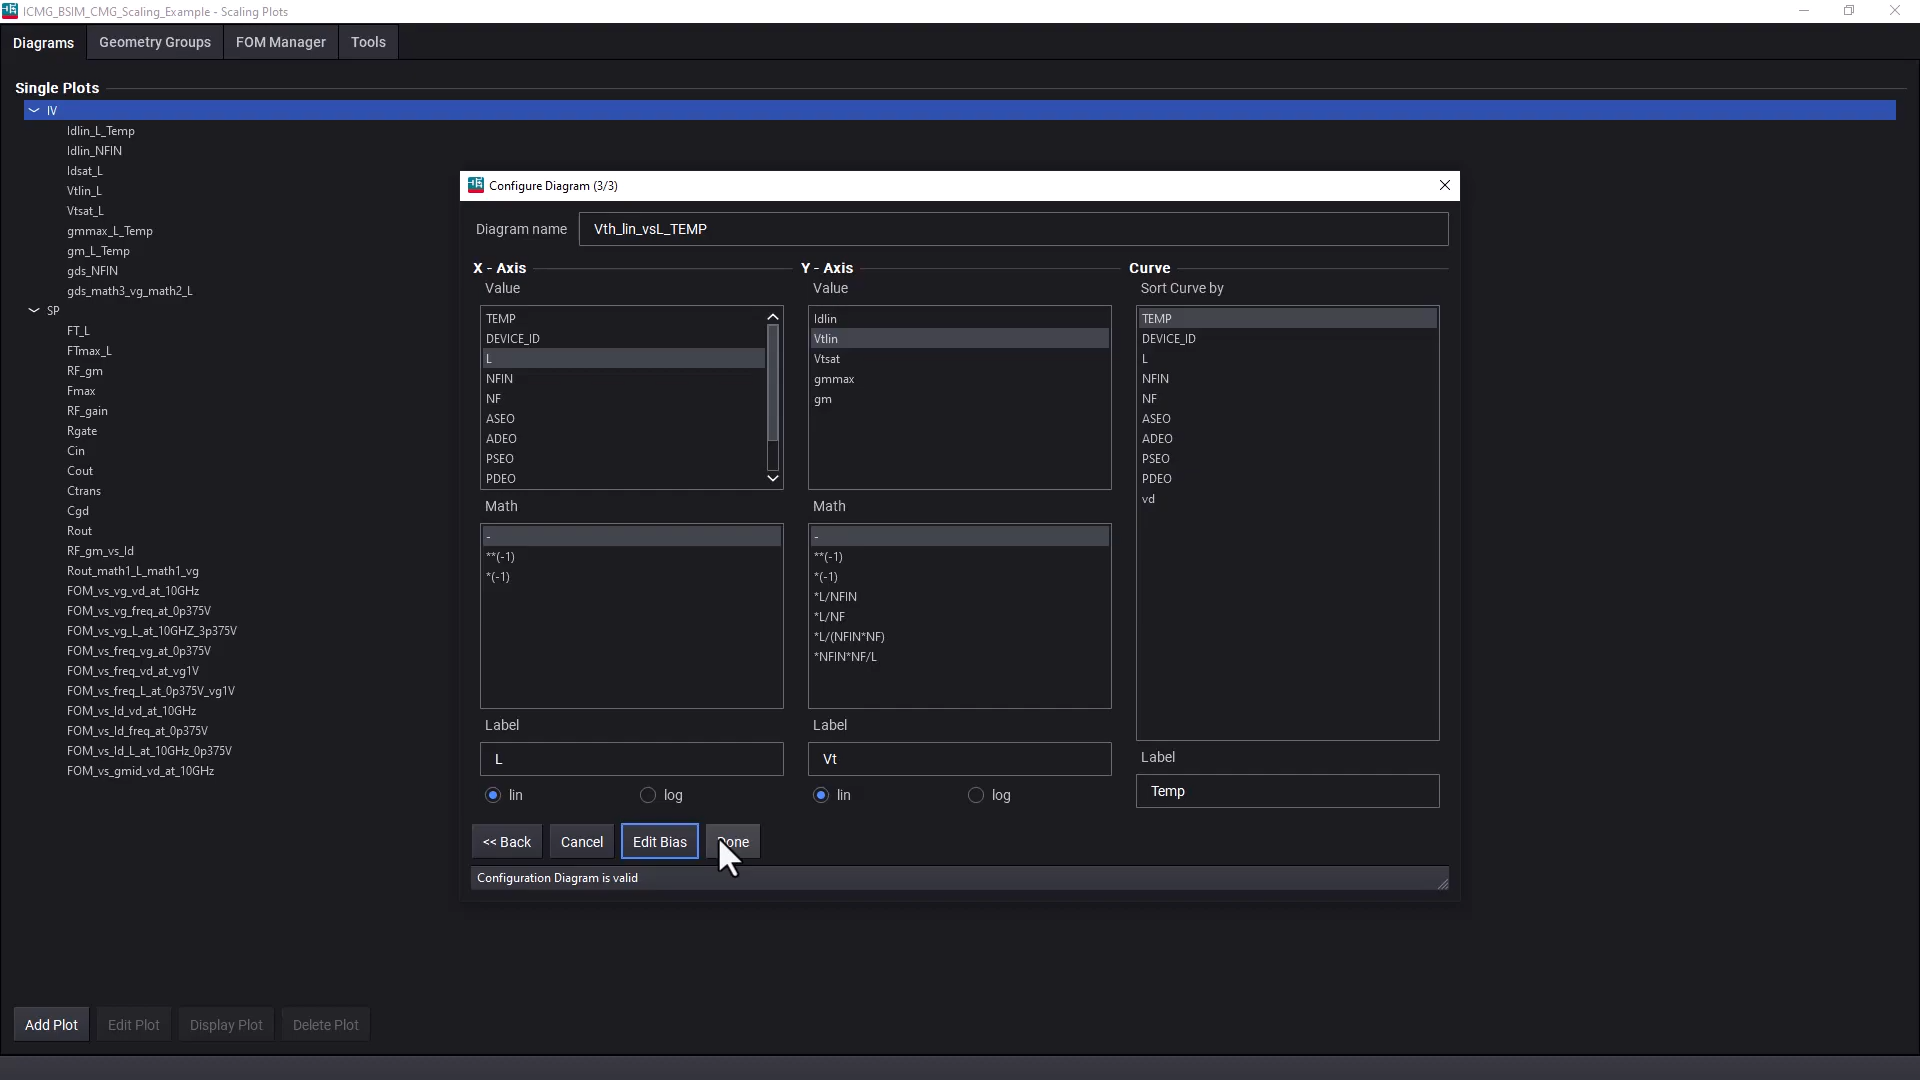 ICMG_BSIM_CMG_Scaling_Example - Scaling Plots
Diagrams
Geometry Groups
FOM Manager
Tools
Single Plots
IV
Idlin_L_Temp
Idlin_NFIN
Idsat_L
Vtlin_L
Vtsat_L
gmmax_L_Temp
gm_L_Temp
gds_NFIN
gds_math3_vg_math2_L
SP
FT_L
FTmax_L
RF_gm
Fmax
RF_gain
Rgate
Cin
Cout
Ctrans
Cgd
Rout
RF_gm_vs_Id
Rout_math1_L_math1_vg
FOM_vs_vg_vd_at_10GHz
FOM_vs_vg_freq_at_0p375V
FOM_vs_vg_L_at_10GHZ_3p375V
FOM_vs_freq_vg_at_0p375V
FOM_vs_freq_vd_at_vg1V
FOM_vs_freq_L_at_0p375V_vg1V
FOM_vs_Id_vd_at_10GHz
FOM_vs_Id_freq_at_0p375V
FOM_vs_Id_L_at_10GHz_0p375V
FOM_vs_gmid_vd_at_10GHz
Add Plot
Edit Plot
Display Plot
Delete Plot
Configure Diagram (3/3)
Diagram name
Vth_lin_vsL_TEMP
X - Axis
Value
TEMP
DEVICE_ID
L
NFIN
NF
ASEO
ADEO
PSEO
PDEO
Math
-
**(-1)
*(-1)
Label
L
lin
log
Y - Axis
Value
Idlin
Vtlin
Vtsat
gmmax
gm
Math
-
**(-1)
*(-1)
*L/NFIN
*L/NF
*L/(NFIN*NF)
*NFIN*NF/L
Label
Vt
lin
log
Curve
Sort Curve by
TEMP
DEVICE_ID
L
NFIN
NF
ASEO
ADEO
PSEO
PDEO
vd
Label
Temp
<< Back
Cancel
Edit Bias
Done
Configuration Diagram is valid